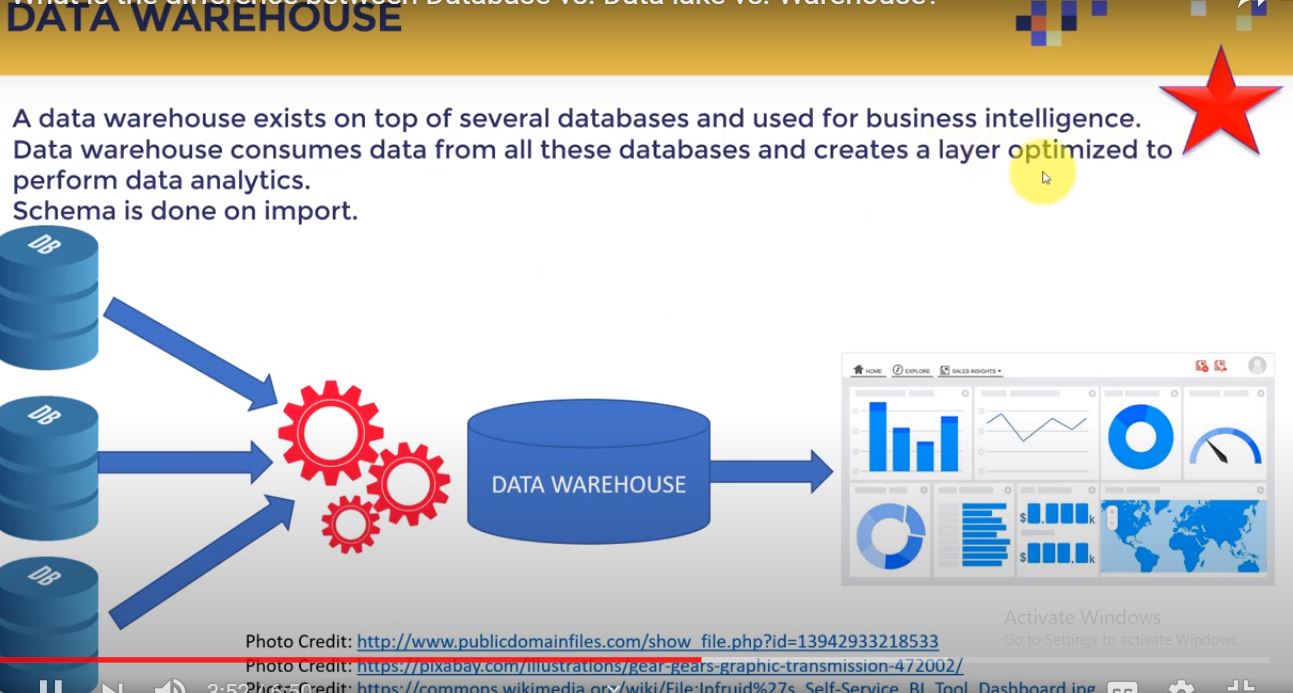 What is the difference between Database vs. Data lake vs. Warehouse?
DATA WAREHOUSE
A data warehouse exists on top of several databases and used for business intelligence.
Data warehouse consumes data from all these databases and creates a layer optimized to
perform data analytics.
Schema is done on import.
DB
DB
DB
DATA WAREHOUSE
HOME
EXPLORE
SALES INSIGHTS
$
k
$
k
Activate Windows
Go to Settings to activate Windows.
Photo Credit: http://www.publicdomainfiles.com/show_file.php?id=13942933218533
Photo Credit: https://pixabay.com/illustrations/gear-gears-graphic-transmission-472002/
Photo Credit: https://commons.wikimedia.org/wiki/File:Infruid%27s_Self-Service_BI_Tool_Dashboard.jpg
3:52 / 6:50
CC